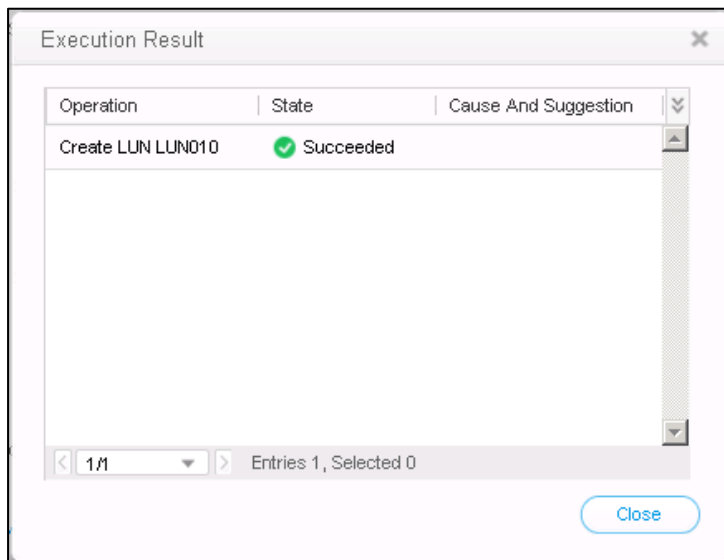 Execution Result
Operation State Cause And Suggestion
Create LUN LUN010 Succeeded
1/1 Entries 1, Selected 0
Close